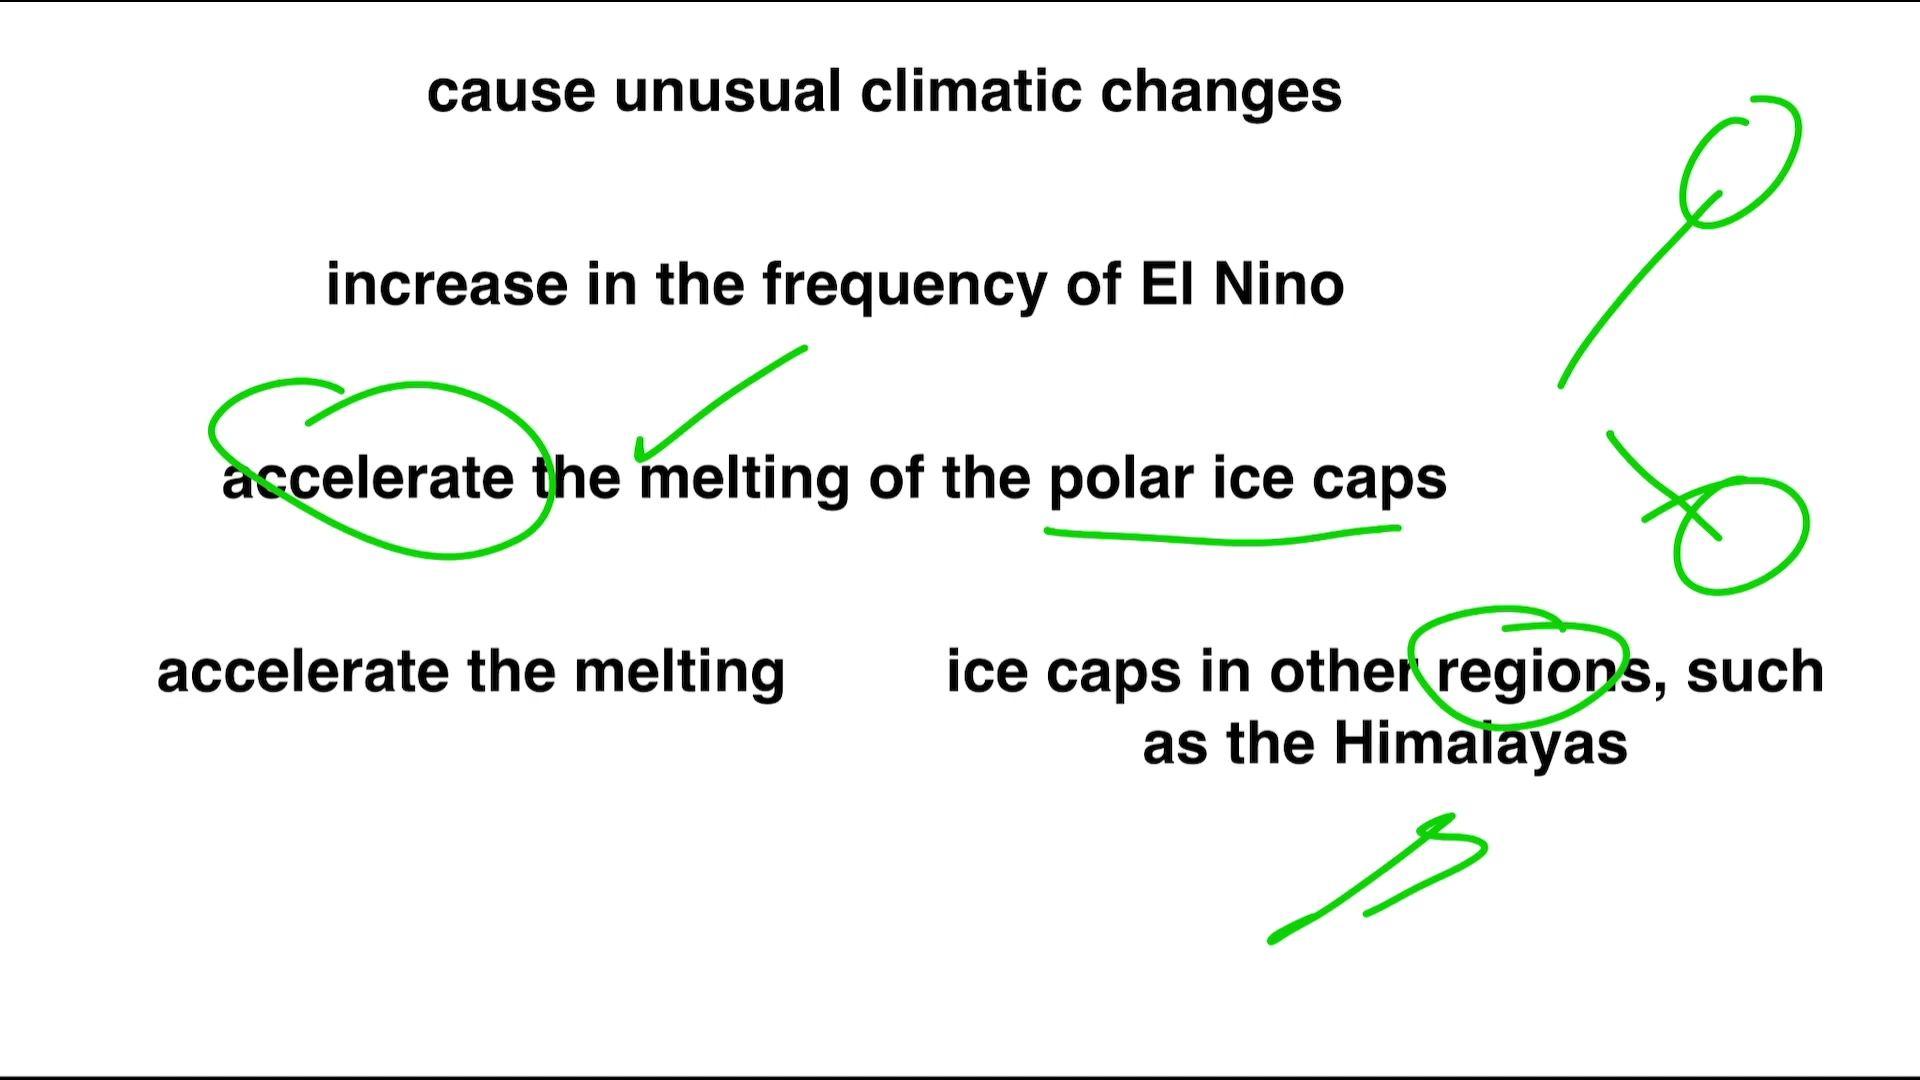 cause unusual climatic changes
increase in the frequency of El Nino
accelerate the melting of the polar ice caps
accelerate the melting
ice caps in other regions, such
as the Himalayas